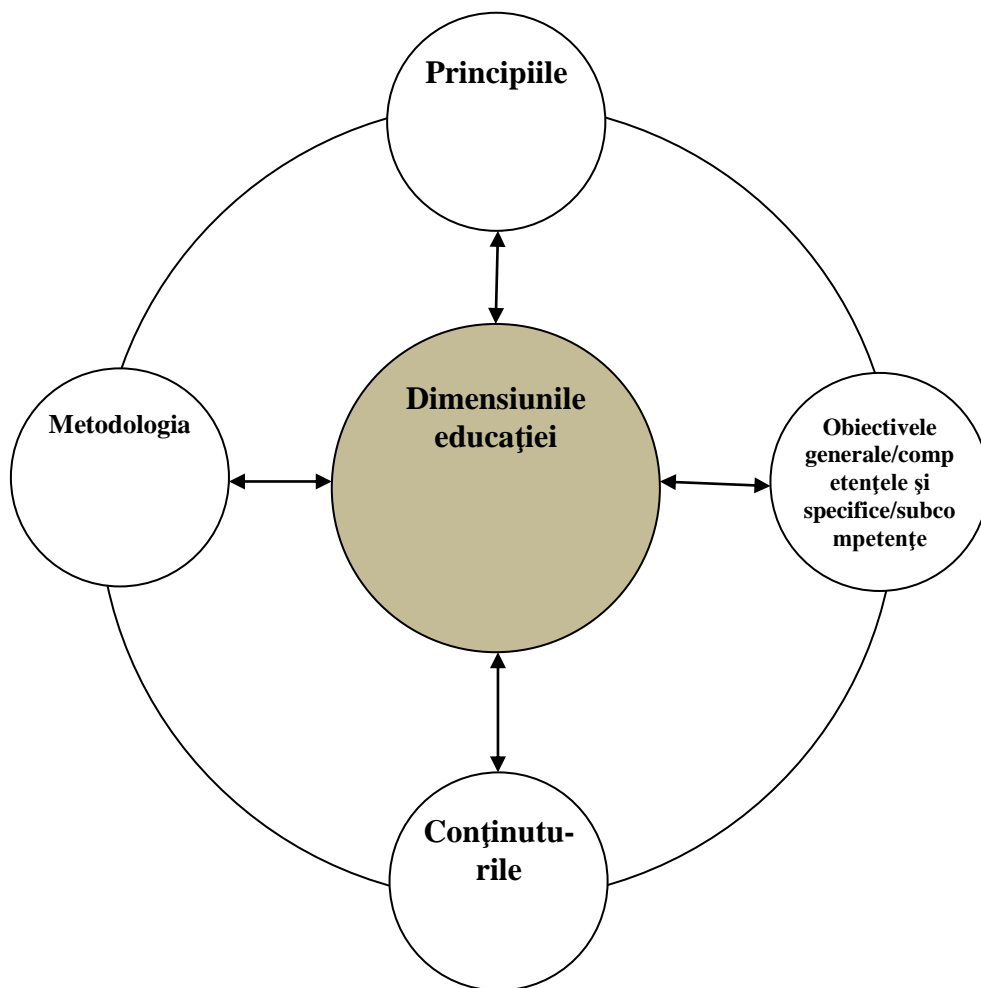 Principiile
Dimensiunile
educaţiei
Metodologia
Obiectivele
generale/comp
etenţele şi
specifice/subco
mpetenţe
Conţinutu-
rile